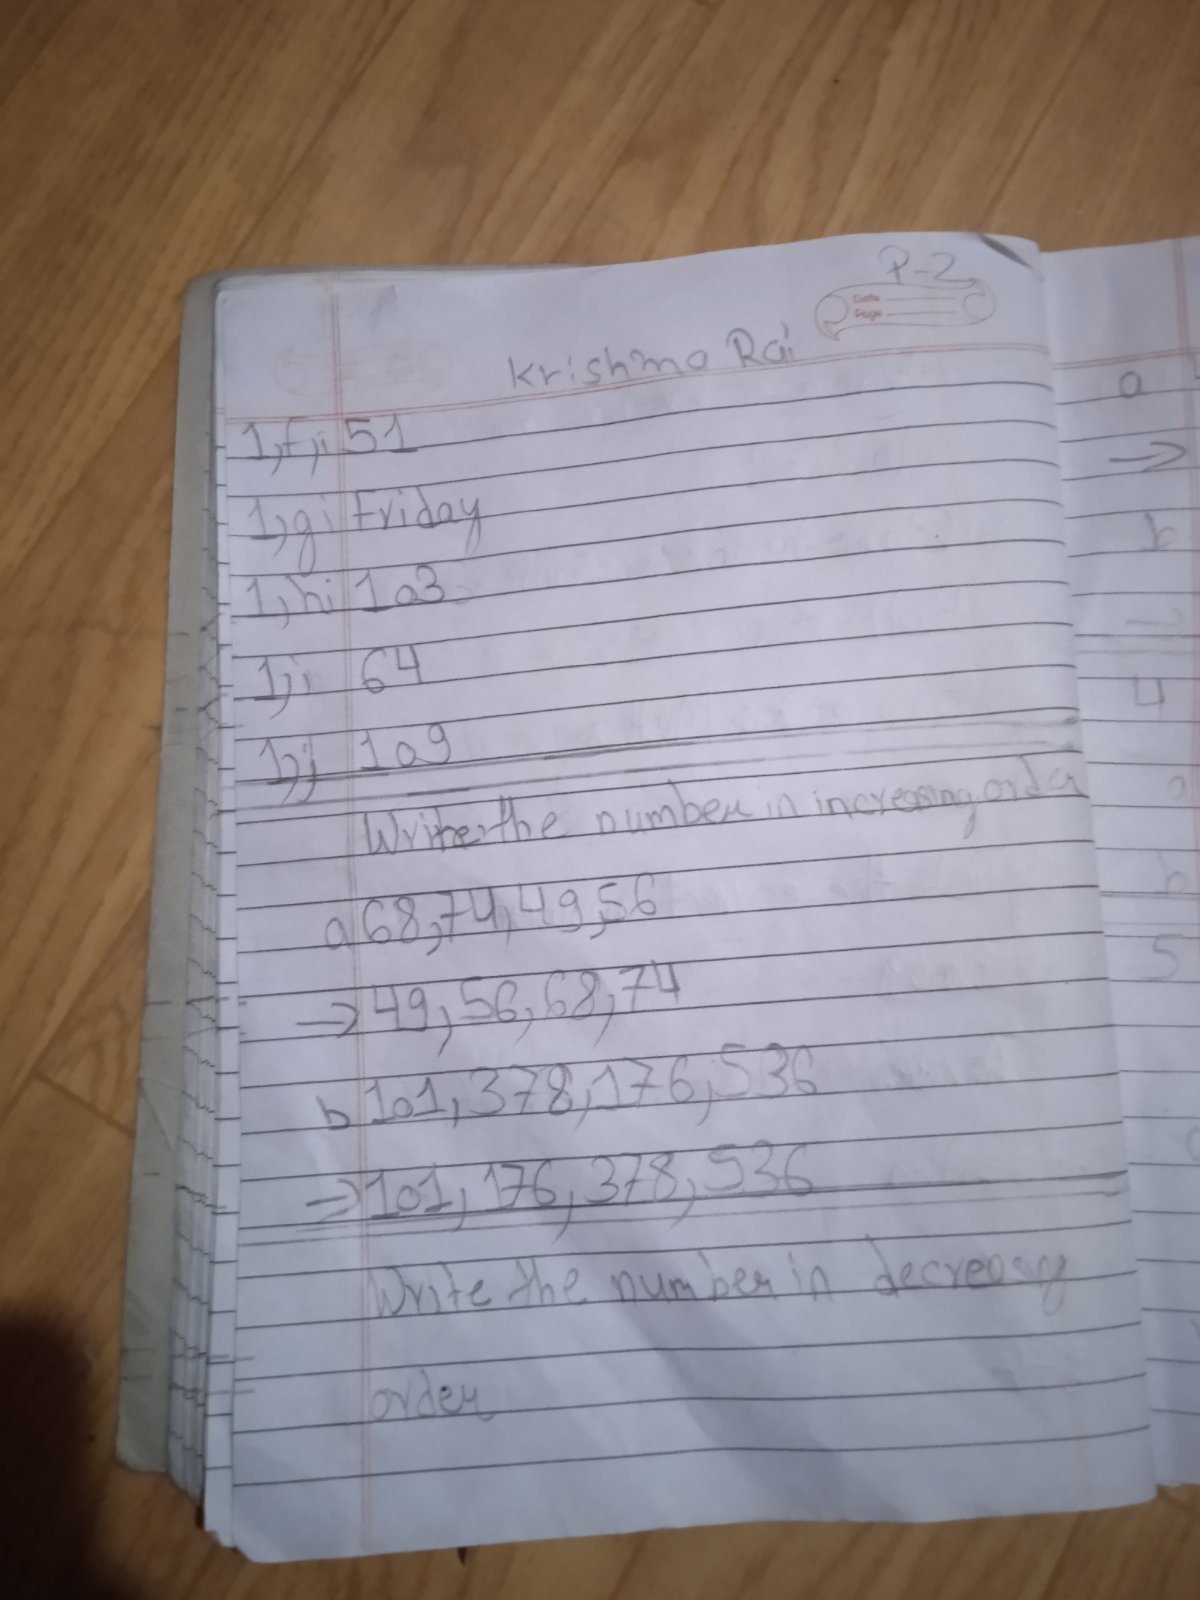 P-2
Date
Page
Krishma Rai
1,f,i 51
1,gi Friday
1,hi 103
1,i 64
1,j 109
Write the number in increasing order
a 68,74,49,56
→ 49,56,68,74
b 101,378,176,536
→ 101,176,378,536
Write the number in
order
a
→
b
4
5